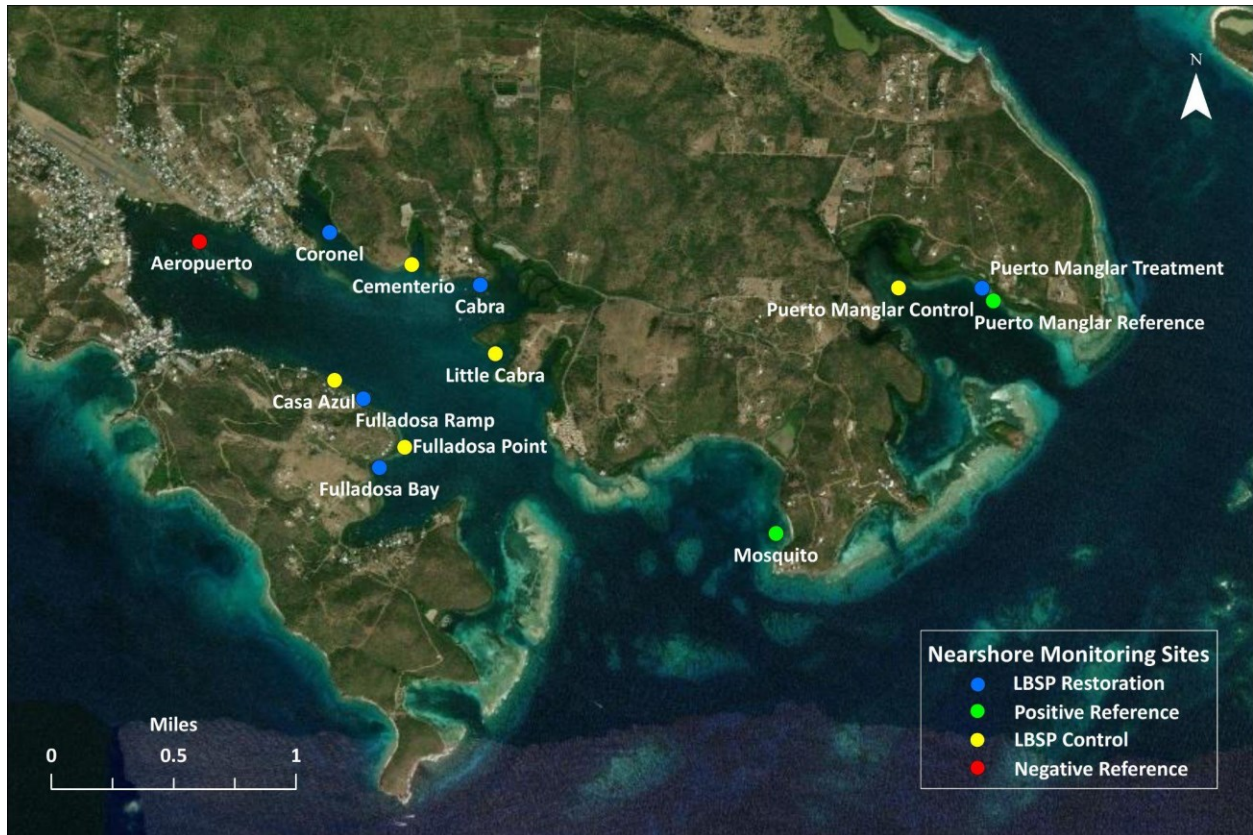 N
Aeropuerto
Coronel
Cementerio
Cabra
Little Cabra
Casa Azul
Fulladosa Ramp
Fulladosa Point
Fulladosa Bay
Puerto Manglar Treatment
Puerto Manglar Control
Puerto Manglar Reference
Mosquito
Nearshore Monitoring Sites
LBSP Restoration
Positive Reference
LBSP Control
Negative Reference
Miles
0 0.5 1